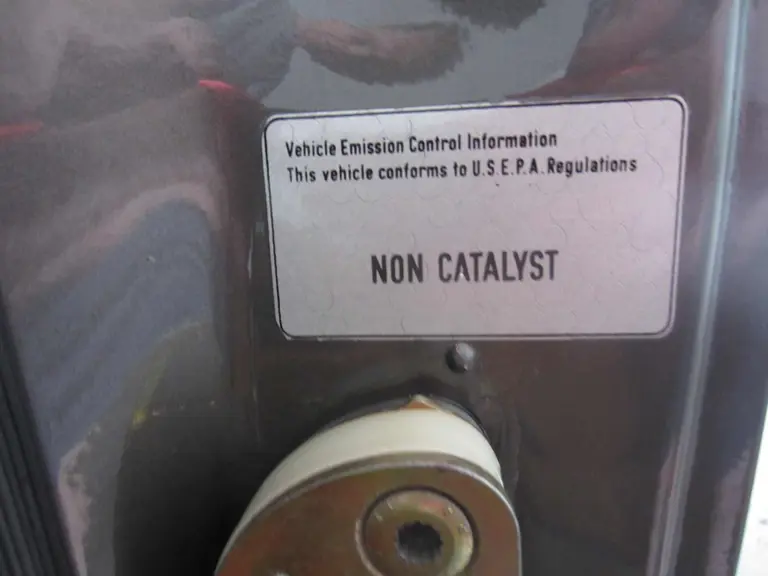 Vehicle Emission Control Information
This vehicle conforms to U.S.E.P.A.Regulations
NON CATALYST